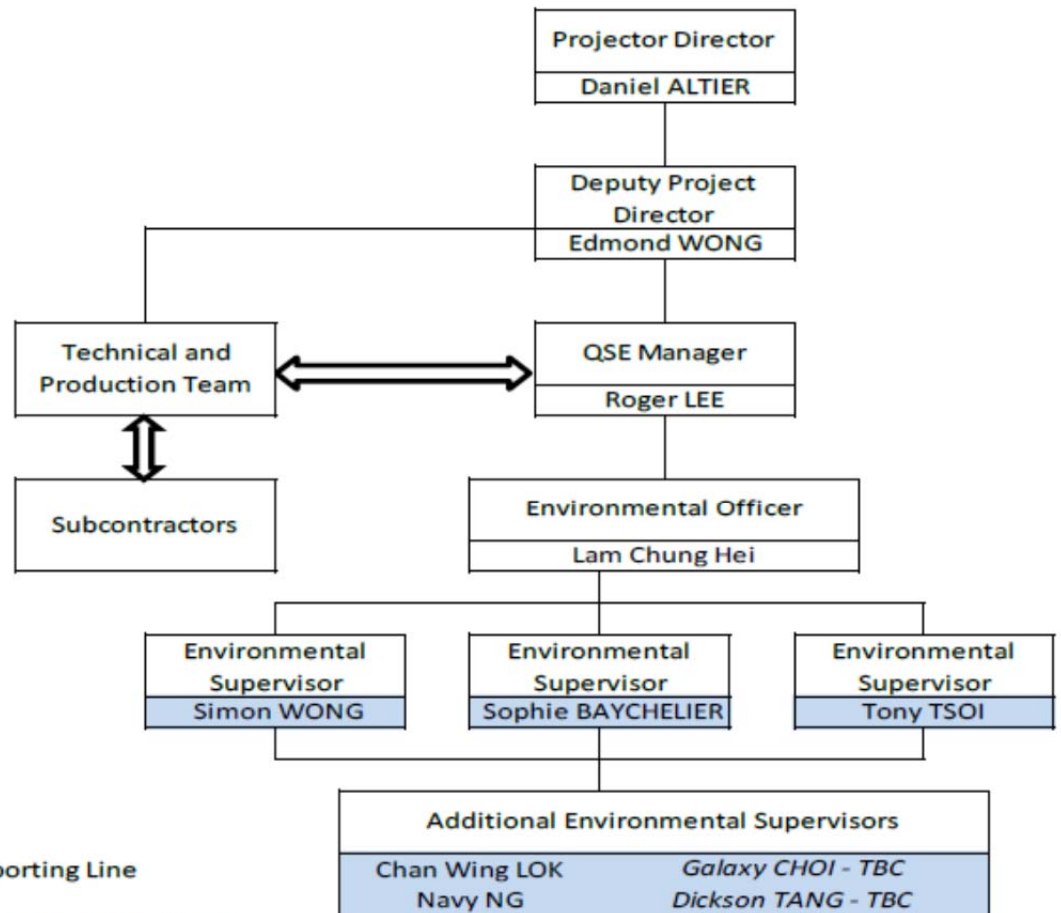 Projector Director
Daniel ALTIER
Deputy Project
Director
Edmond WONG
Technical and
Production Team
QSE Manager
Roger LEE
Subcontractors
Environmental Officer
Lam Chung Hei
Environmental
Supervisor
Simon WONG
Environmental
Supervisor
Sophie BAYCHELIER
Environmental
Supervisor
Tony TSOI
Additional Environmental Supervisors
Chan Wing LOK
Galaxy CHOI - TBC
Navy NG
Dickson TANG - TBC
orting Line